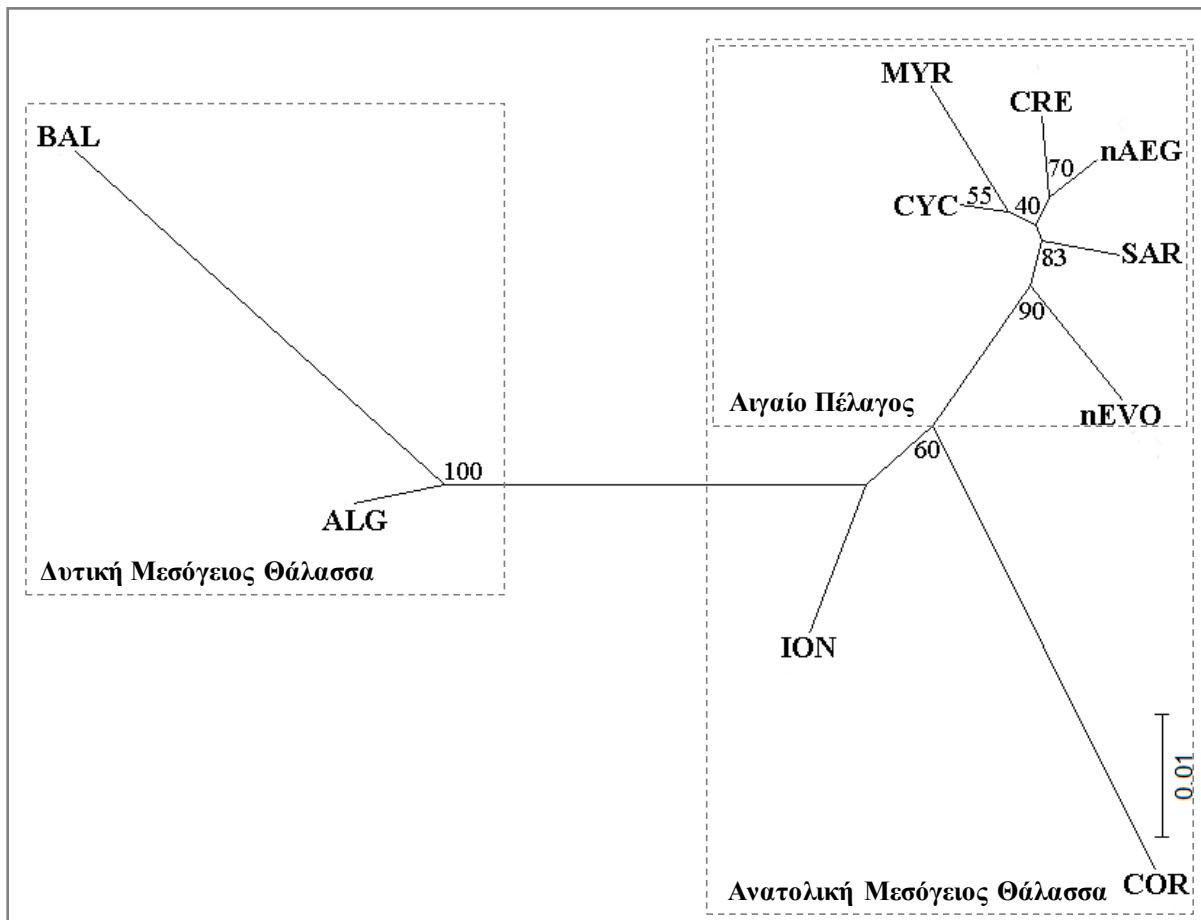 MYR
CRE
BAL
nAEG
70
55
40
CYC
SAR
83
90
Αιγαίο Πέλαγος
nEVO
60
100
ALG
Δυτική Μεσόγειος Θάλασσα
ION
0.01
Ανατολική Μεσόγειος Θάλασσα
COR